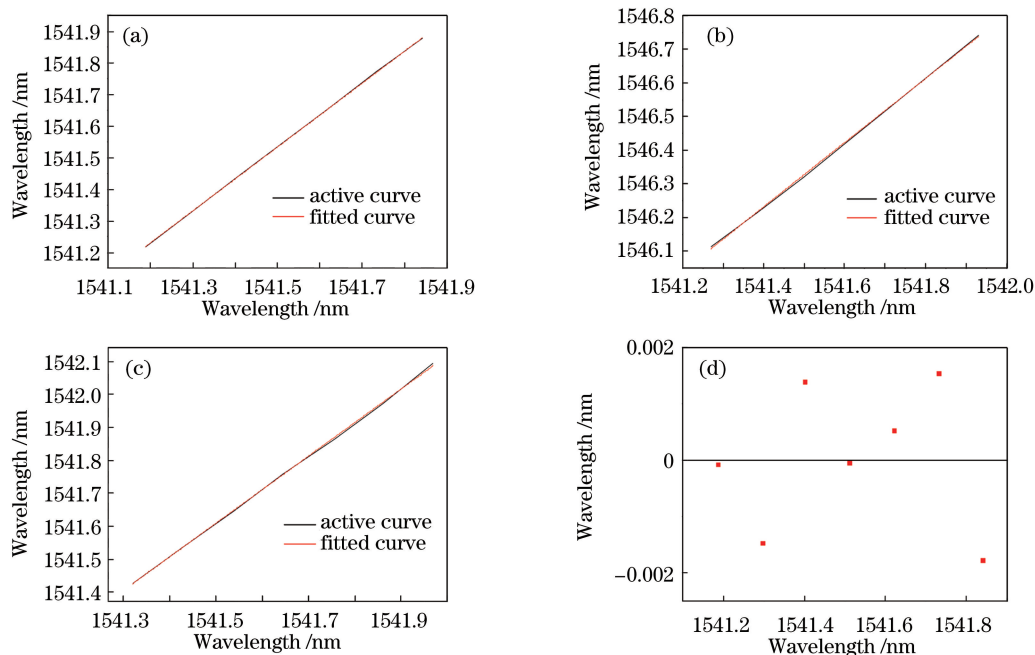 (a)
1541.9
1541.8
1541.7
1541.6
1541.5
1541.4
1541.3
1541.2
Wavelength /nm
active curve
fitted curve
1541.1 1541.3 1541.5 1541.7 1541.9
Wavelength /nm
(b)
1546.8
1546.7
1546.6
1546.5
1546.4
1546.3
1546.2
1546.1
Wavelength /nm
active curve
fitted curve
1541.2 1541.4 1541.6 1541.8 1542.0
Wavelength /nm
(c)
1542.1
1542.0
1541.9
1541.8
1541.7
1541.6
1541.5
1541.4
Wavelength /nm
active curve
fitted curve
1541.3 1541.5 1541.7 1541.9
Wavelength /nm
(d)
0.002
0
−0.002
Wavelength /nm
1541.2 1541.4 1541.6 1541.8
Wavelength /nm